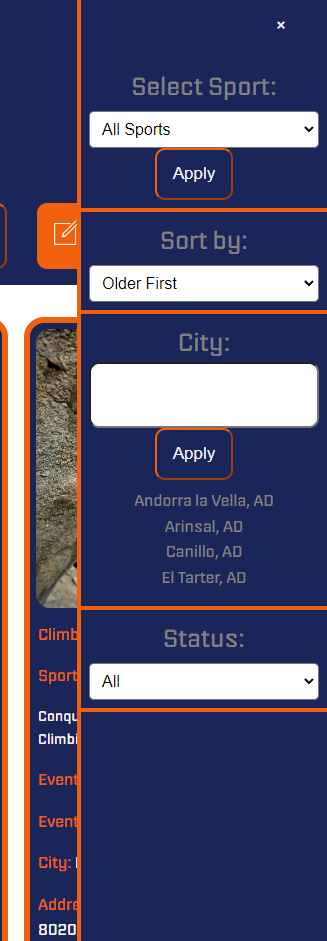 ×
Select Sport:
All Sports
Apply
Sort by:
Older First
City:
Apply
Andorra la Vella, AD
Arinsal, AD
Canillo, AD
El Tarter, AD
Status:
All
Climb
Sport
Conqu
Climbi
Event
Event
City:
Addre
8020